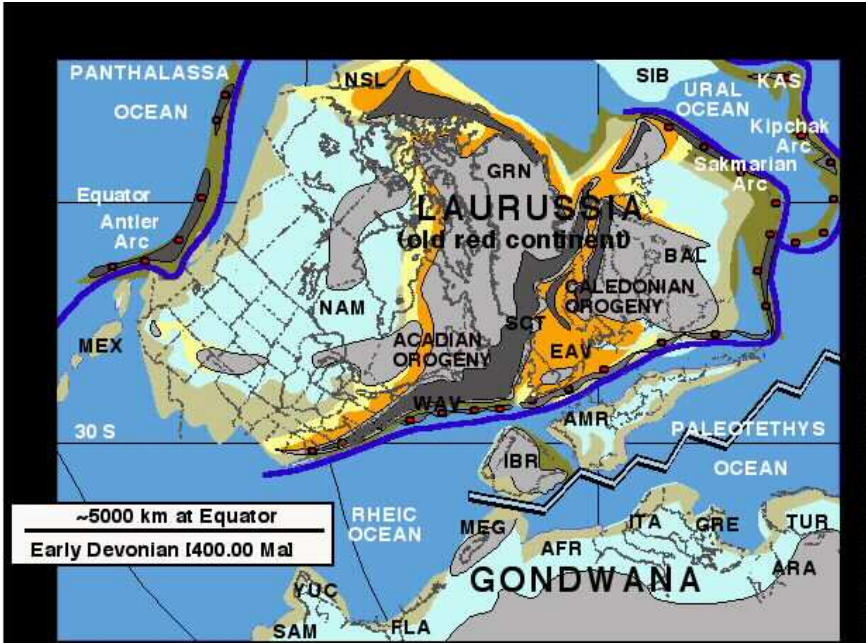 PANTHALASSA
OCEAN
NSL
SIB
KAS
URAL
OCEAN
Kipchak
Arc
Sakmarian
Arc
GRN
Equator
Antler
Arc
LAURUSSIA
(old red continent)
BAL
NAM
CALEDONIAN
OROGENY
SCT
MEX
ACADIAN
OROGENY
EAV
WAV
AMR
30 S
PALEOTETHYS
OCEAN
IBR
~5000 km at Equator
Early Devonian [400.00 Ma]
RHEIC
OCEAN
MEG
ITA
GRE
TUR
AFR
ARA
GONDWANA
YUC
SAM
FLA